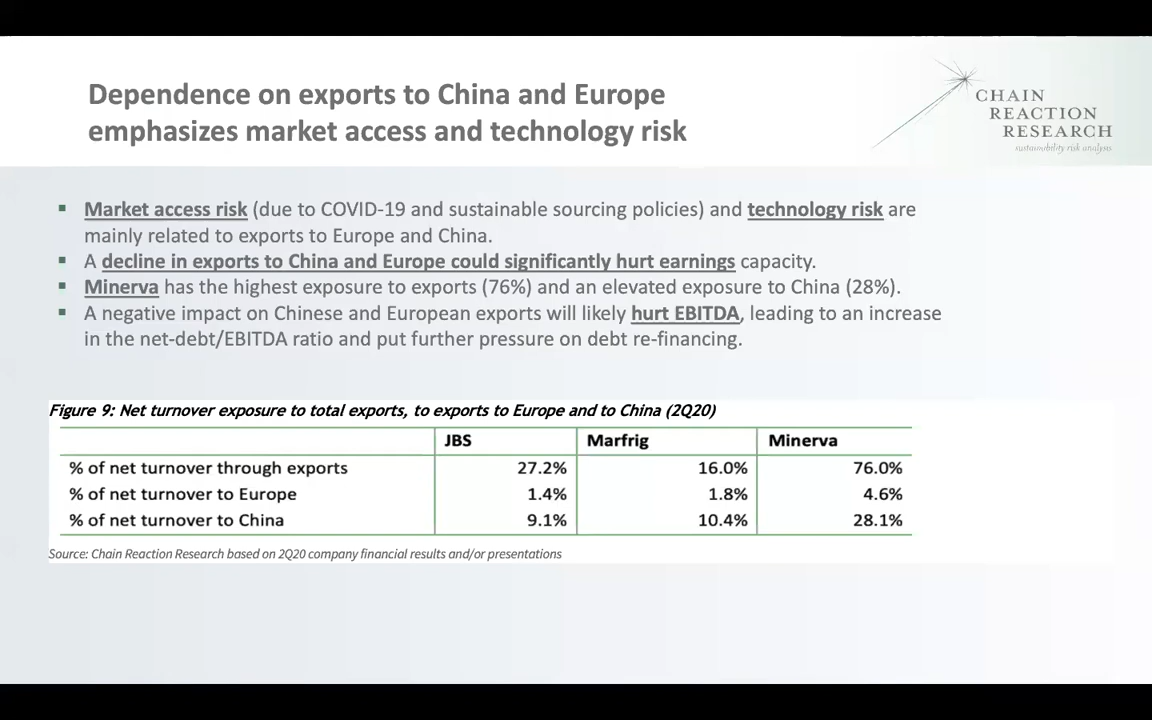 Dependence on exports to China and Europe
emphasizes market access and technology risk
CHAIN
REACTION
RESEARCH
sustainability risk analysis
▪ Market access risk (due to COVID-19 and sustainable sourcing policies) and technology risk are
mainly related to exports to Europe and China.
▪ A decline in exports to China and Europe could significantly hurt earnings capacity.
▪ Minerva has the highest exposure to exports (76%) and an elevated exposure to China (28%).
▪ A negative impact on Chinese and European exports will likely hurt EBITDA, leading to an increase
in the net-debt/EBITDA ratio and put further pressure on debt re-financing.
Figure 9: Net turnover exposure to total exports, to exports to Europe and to China (2Q20)
JBS Marfrig Minerva
% of net turnover through exports 27.2% 16.0% 76.0%
% of net turnover to Europe 1.4% 1.8% 4.6%
% of net turnover to China 9.1% 10.4% 28.1%
Source: Chain Reaction Research based on 2Q20 company financial results and/or presentations